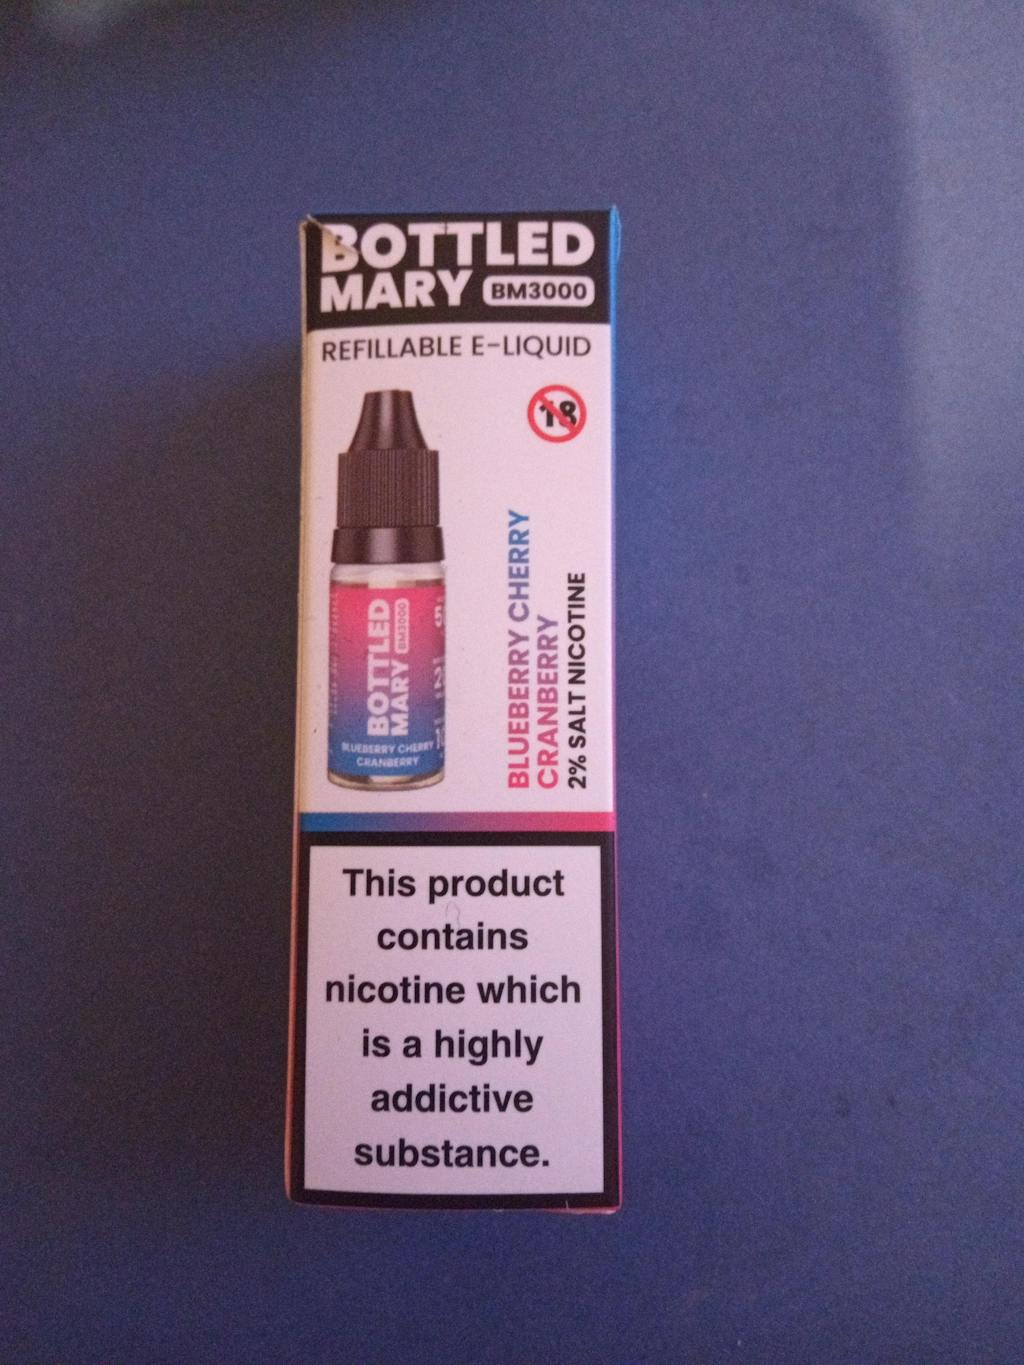 BOTTLED
MARY BM3000
REFILLABLE E-LIQUID
18
BOTTLED
MARY BM3000
BLUEBERRY CHERRY
CRANBERRY
BLUEBERRY CHERRY
CRANBERRY
2% SALT NICOTINE
This product
contains
nicotine which
is a highly
addictive
substance.